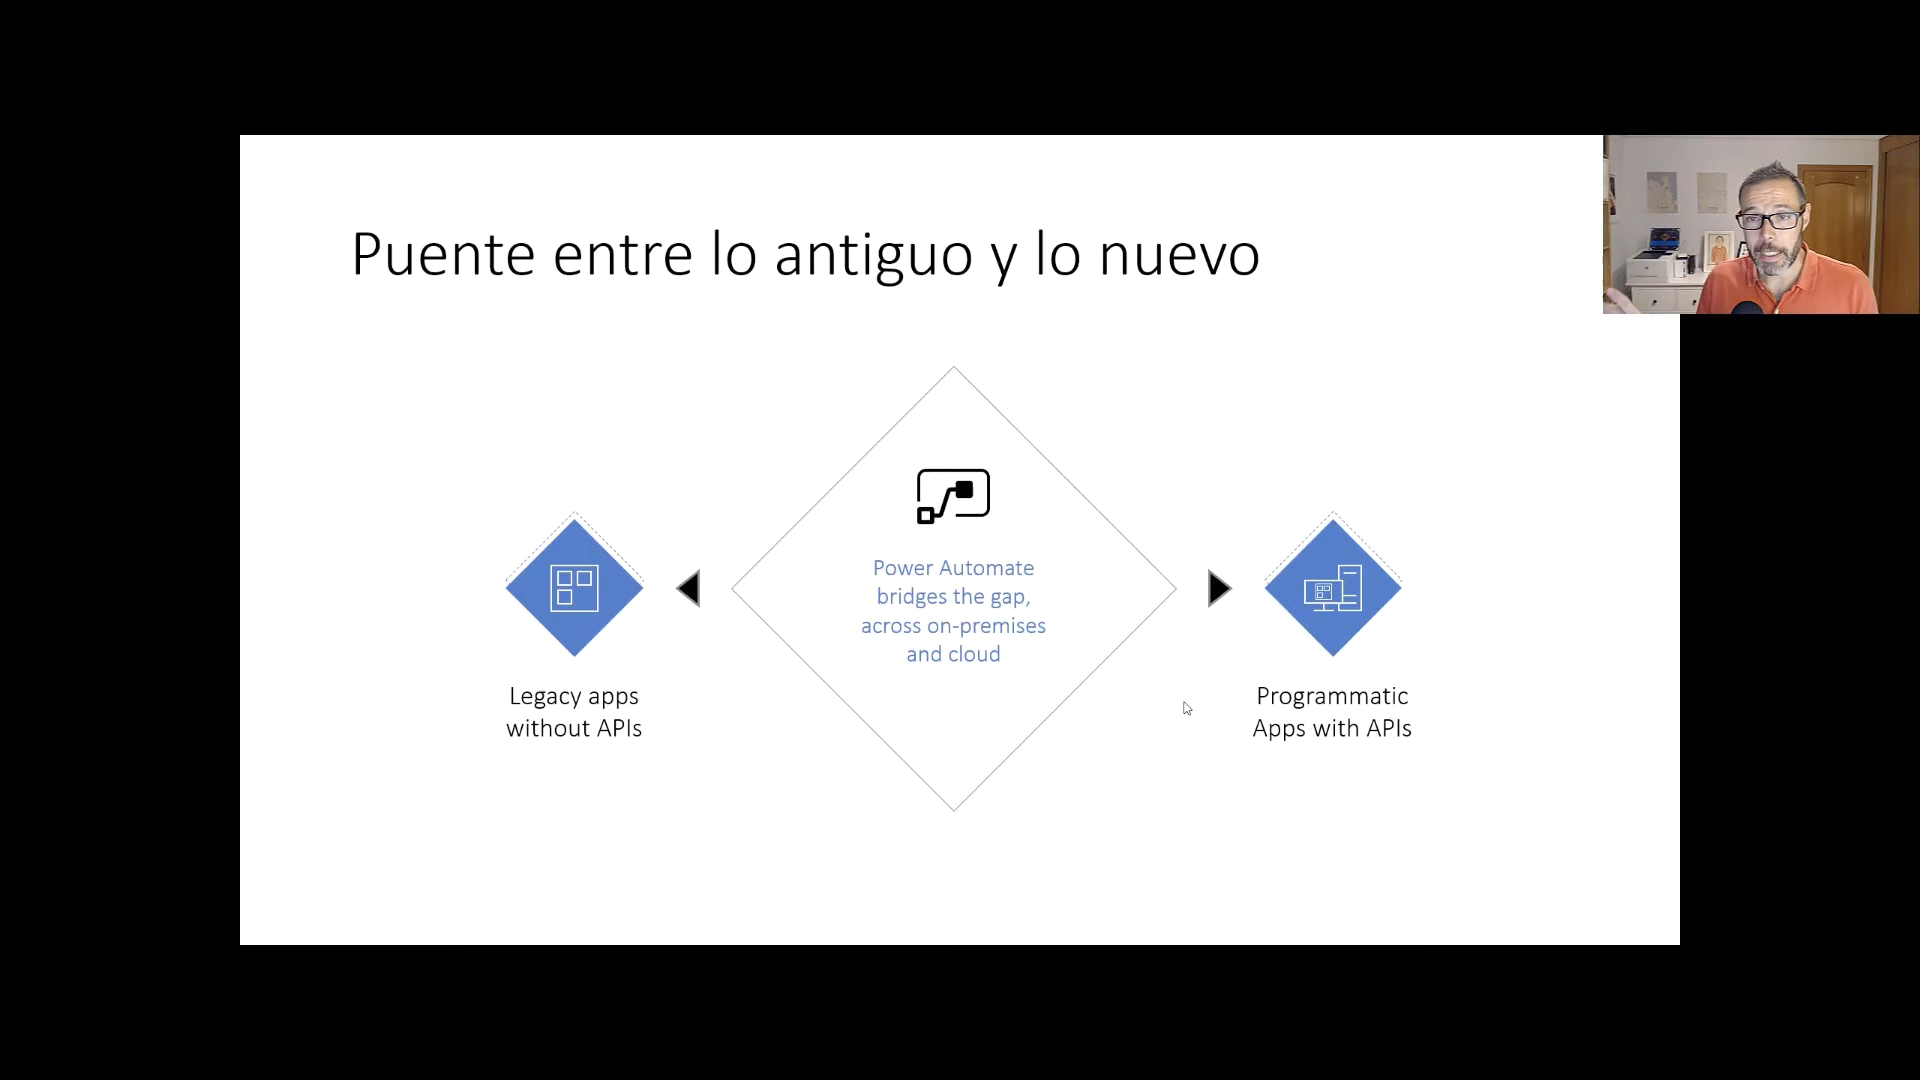 Puente entre lo antiguo y lo nuevo
Power Automate
bridges the gap,
across on-premises
and cloud
Legacy apps
without APIs
Programmatic
Apps with APIs